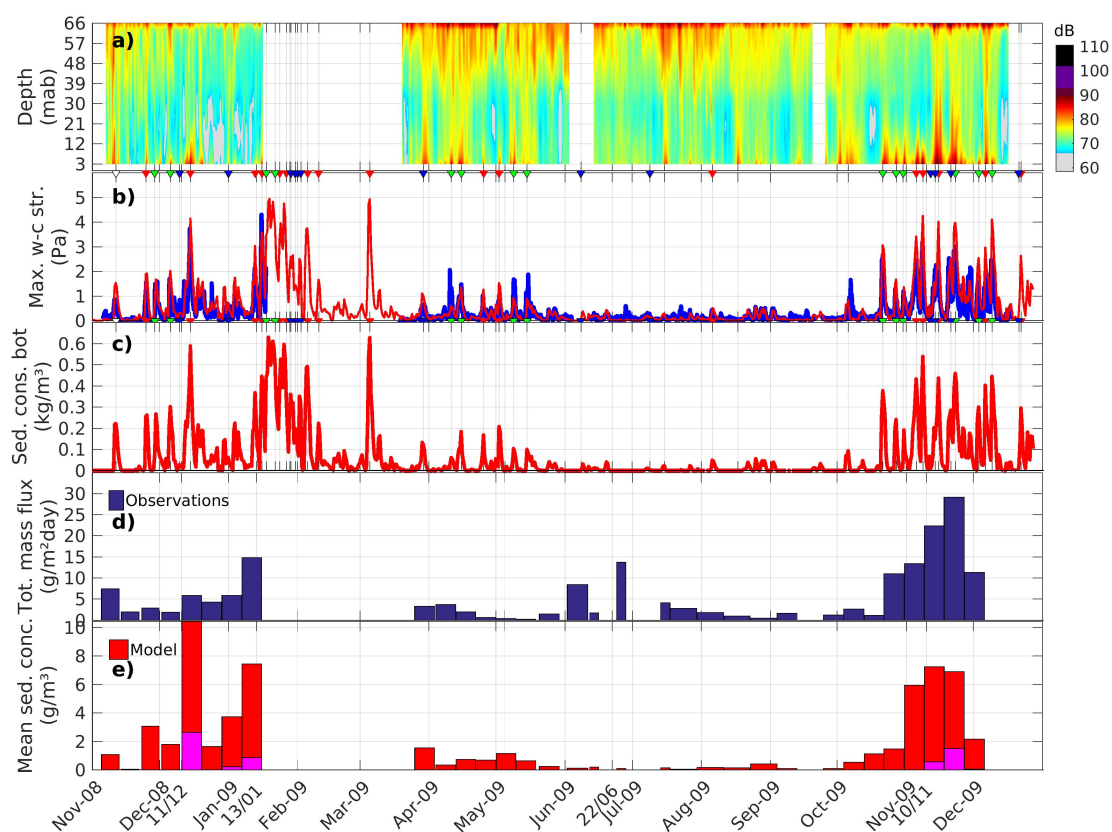 dB
a)
Depth
(mab)
66
57
48
39
30
21
12
3
110
100
90
80
70
60
b)
Max. w-c str.
(Pa)
5
4
3
2
1
0
c)
Sed. cons. bot
(kg/m³)
0.6
0.5
0.4
0.3
0.2
0.1
0
Observations
d)
Tot. mass flux
(g/m²day)
30
25
20
15
10
5
0
Model
e)
Mean sed. conc.
(g/m³)
10
8
6
4
2
0
Nov-08
Dec-08
11/12
Jan-09
13/01
Feb-09
Mar-09
Apr-09
May-09
Jun-09
22/06
Jul-09
Aug-09
Sep-09
Oct-09
Nov-09
10/11
Dec-09